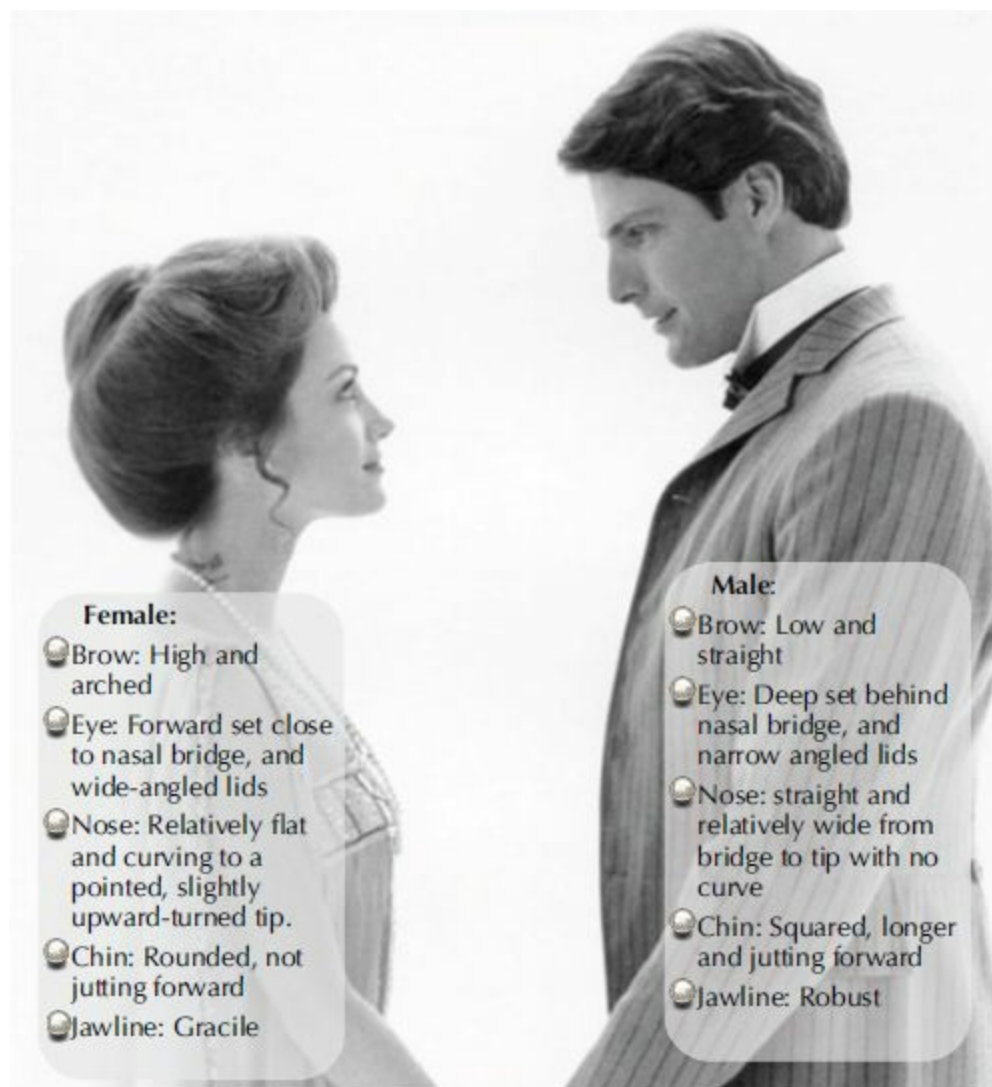 Female:
Brow: High and
arched
Eye: Forward set close
to nasal bridge, and
wide-angled lids
Nose: Relatively flat
and curving to a
pointed, slightly
upward-turned tip.
Chin: Rounded, not
jutting forward
Jawline: Gracile
Male:
Brow: Low and
straight
Eye: Deep set behind
nasal bridge, and
narrow angled lids
Nose: straight and
relatively wide from
bridge to tip with no
curve
Chin: Squared, longer
and jutting forward
Jawline: Robust